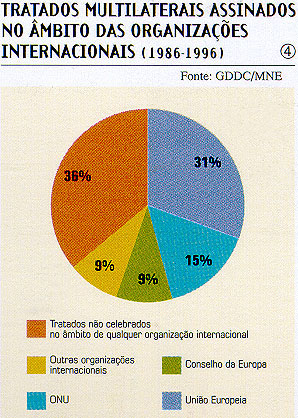 TRATADOS MULTILATERAIS ASSINADOS
NO ÂMBITO DAS ORGANIZAÇÕES
INTERNACIONAIS (1986-1996) 4
Fonte: GDDC/MNE
36%
31%
15%
9%
9%
Tratados não celebrados
no âmbito de qualquer organização internacional
Outras organizações
internacionais
Conselho da Europa
ONU
União Europeia